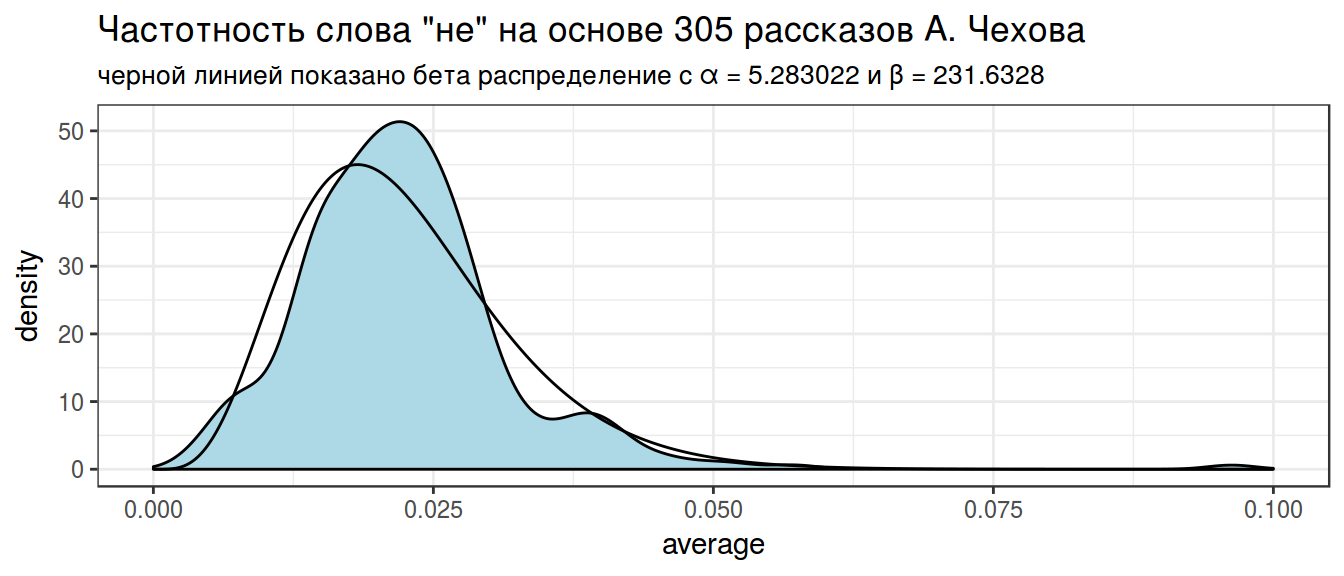 Частотность слова "не" на основе 305 рассказов А. Чехова
черной линией показано бета распределение с α = 5.283022 и β = 231.6328
50
40
30
20
10
0
density
0.000 0.025 0.050 0.075 0.100
average